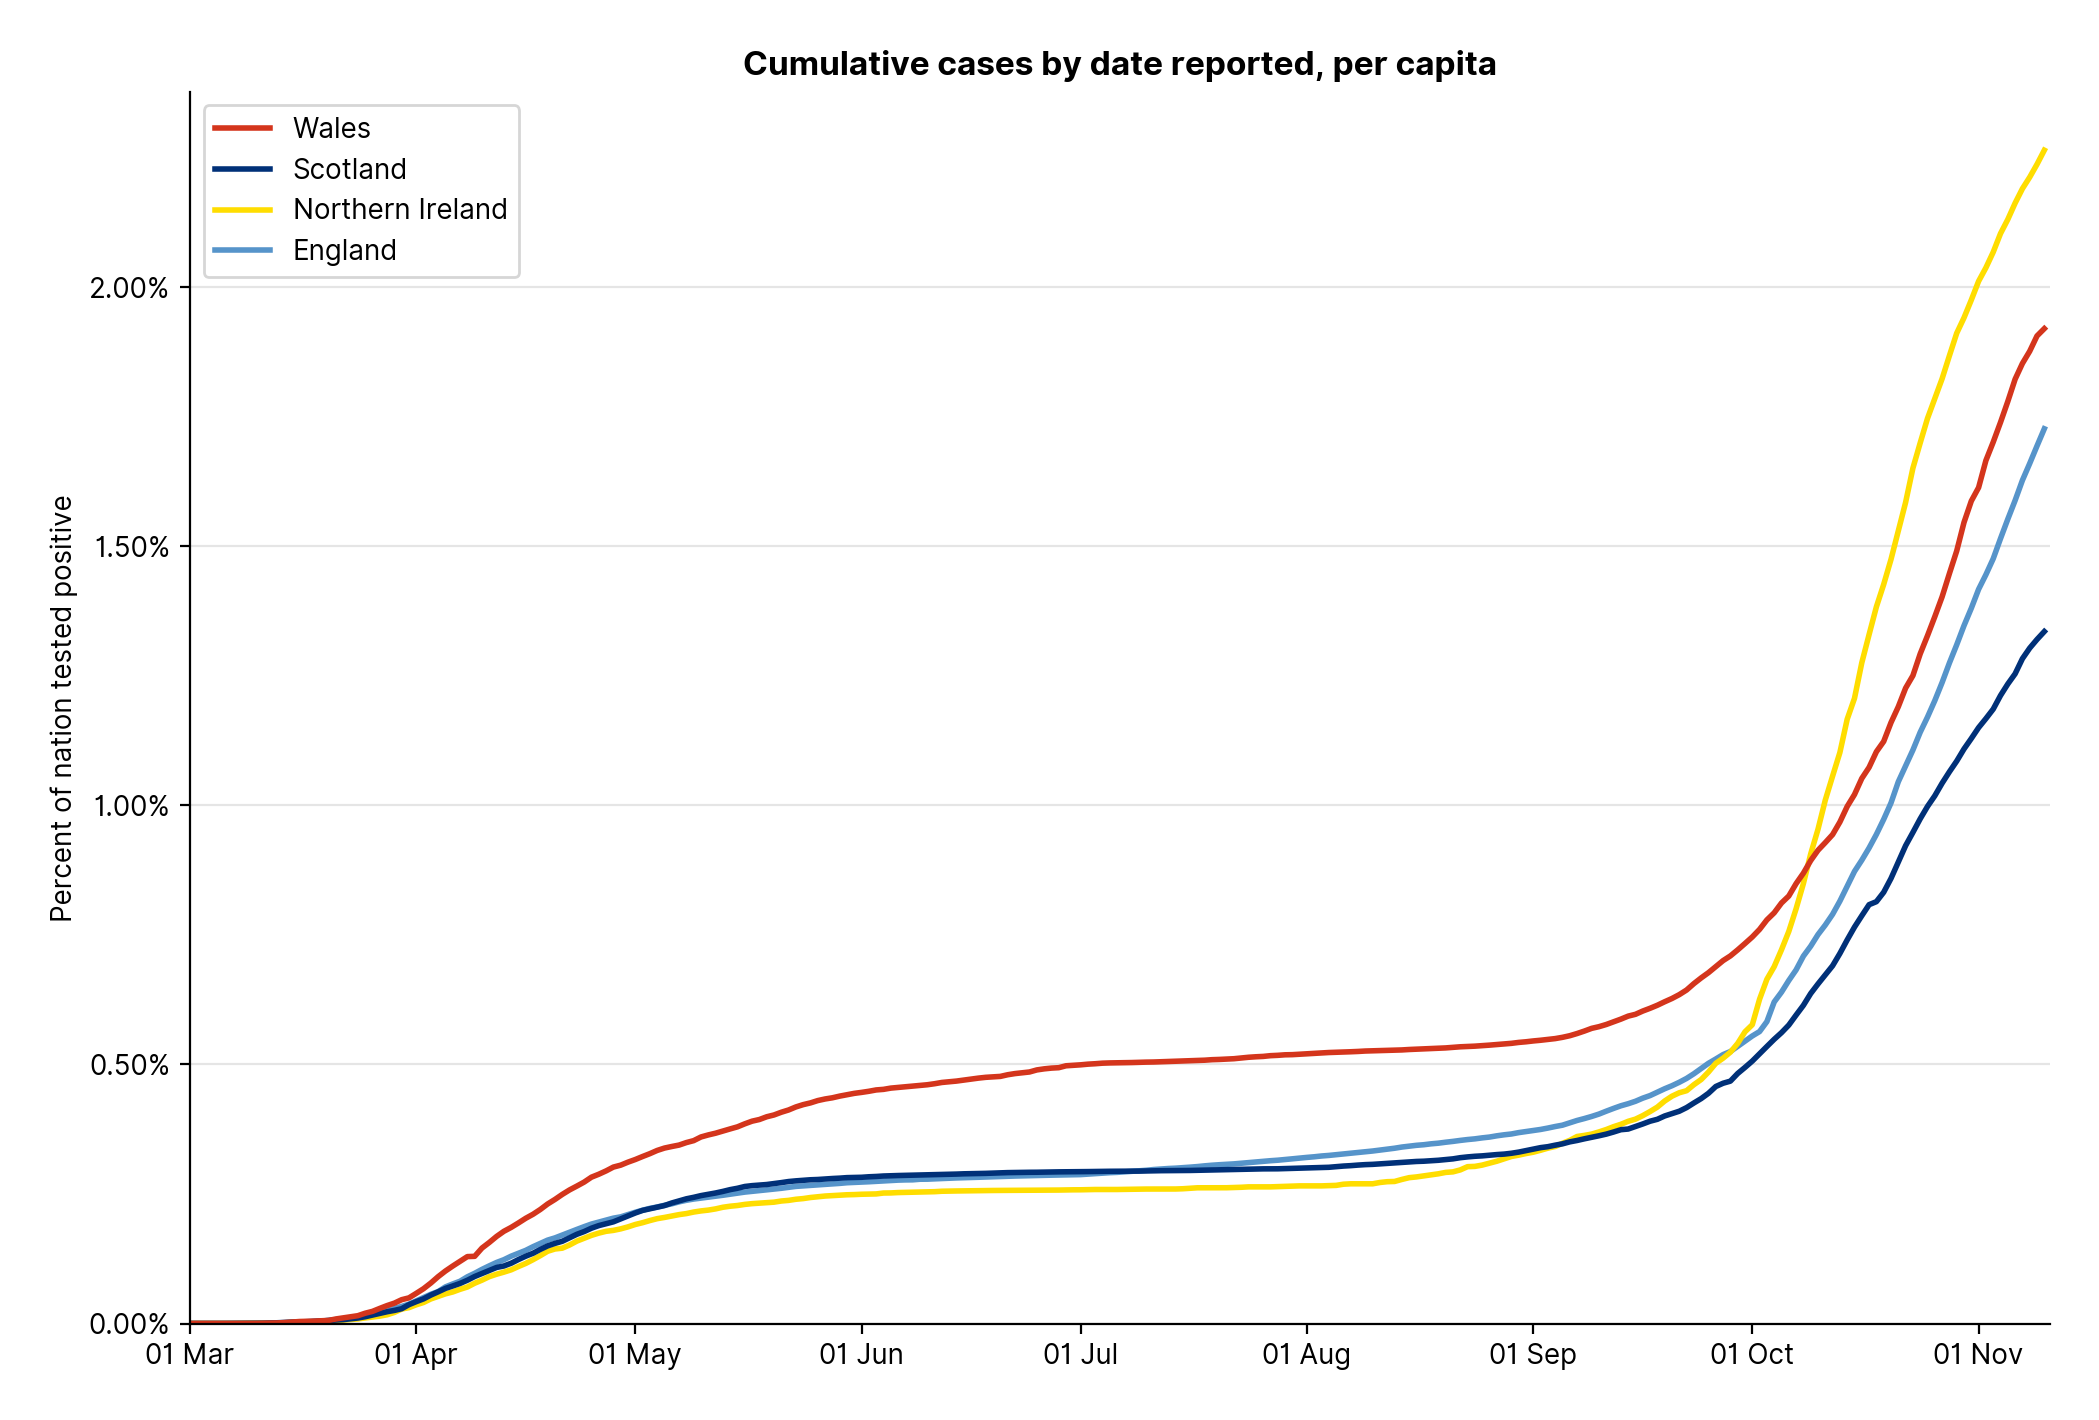 Cumulative cases by date reported, per capita
Wales
Scotland
Northern Ireland
England
Percent of nation tested positive
2.00%
1.50%
1.00%
0.50%
0.00%
01 Mar
01 Apr
01 May
01 Jun
01 Jul
01 Aug
01 Sep
01 Oct
01 Nov